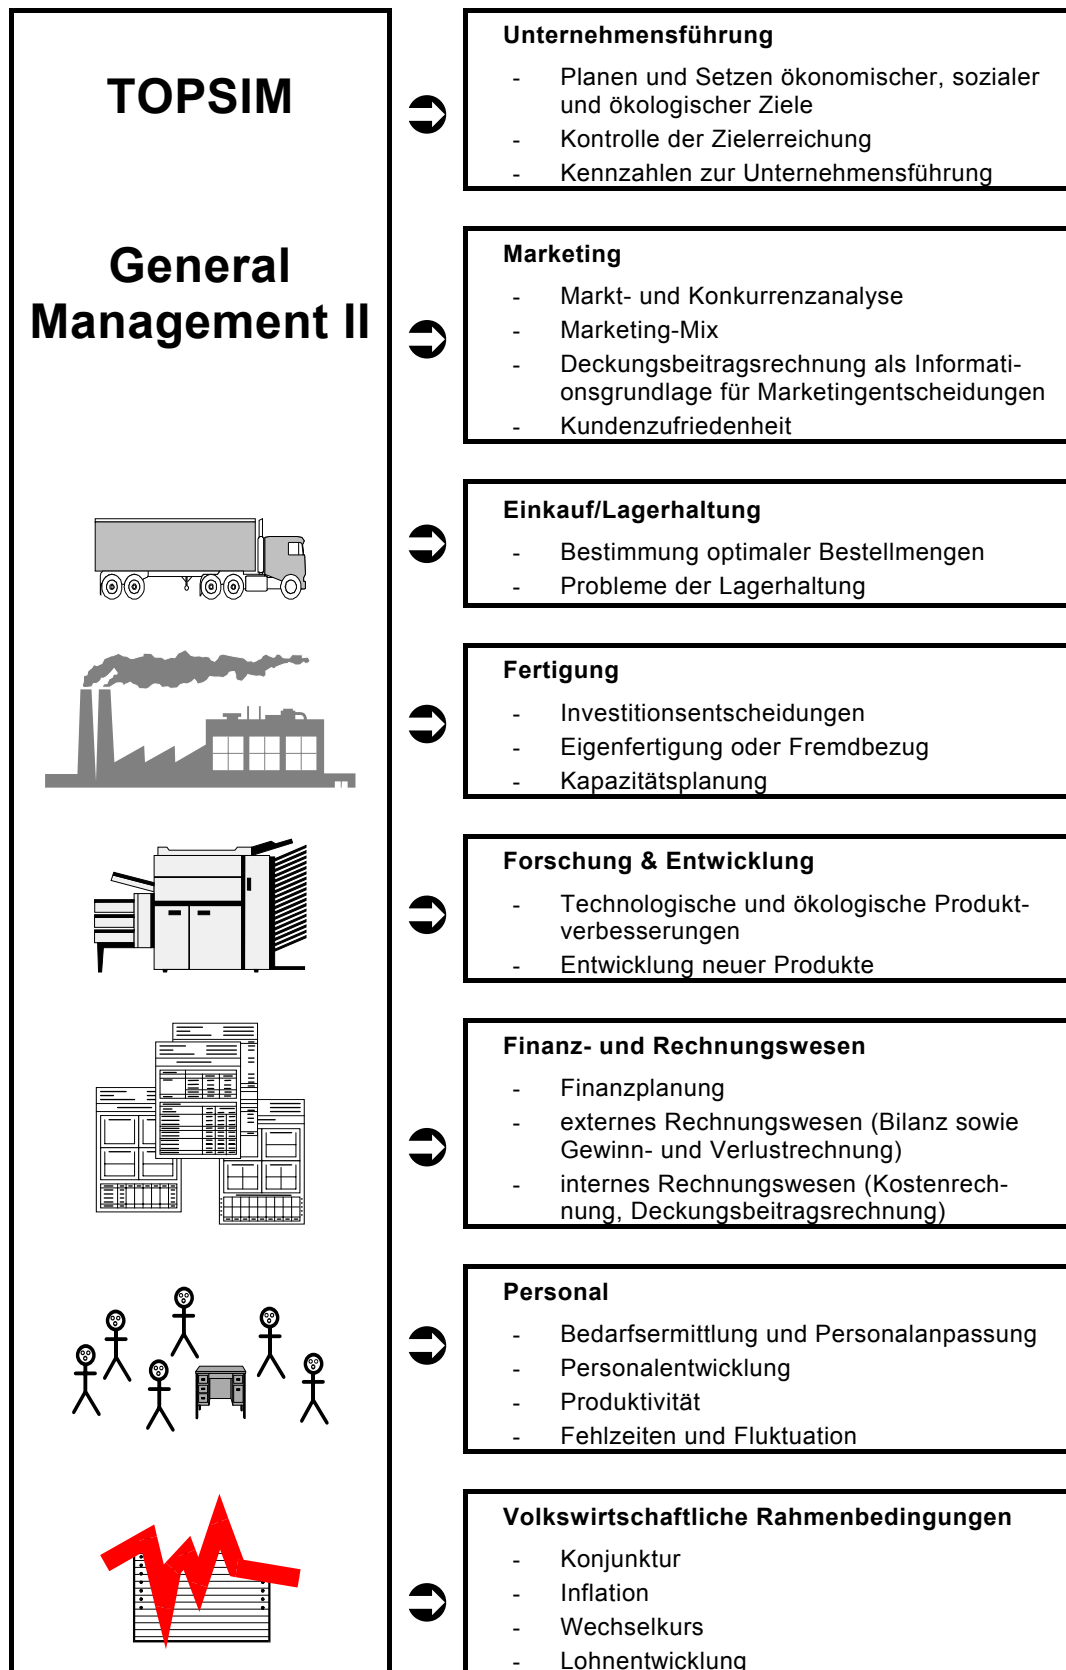 TOPSIM
General
Management II
Unternehmensführung
- Planen und Setzen ökonomischer, sozialer
und ökologischer Ziele
- Kontrolle der Zielerreichung
- Kennzahlen zur Unternehmensführung
Marketing
- Markt- und Konkurrenzanalyse
- Marketing-Mix
- Deckungsbeitragsrechnung als Informati-
onsgrundlage für Marketingentscheidungen
- Kundenzufriedenheit
Einkauf/Lagerhaltung
- Bestimmung optimaler Bestellmengen
- Probleme der Lagerhaltung
Fertigung
- Investitionsentscheidungen
- Eigenfertigung oder Fremdbezug
- Kapazitätsplanung
Forschung & Entwicklung
- Technologische und ökologische Produkt-
verbesserungen
- Entwicklung neuer Produkte
Finanz- und Rechnungswesen
- Finanzplanung
- externes Rechnungswesen (Bilanz sowie
Gewinn- und Verlustrechnung)
- internes Rechnungswesen (Kostenrech-
nung, Deckungsbeitragsrechnung)
Personal
- Bedarfsermittlung und Personalanpassung
- Personalentwicklung
- Produktivität
- Fehlzeiten und Fluktuation
Volkswirtschaftliche Rahmenbedingungen
- Konjunktur
- Inflation
- Wechselkurs
- Lohnentwicklung